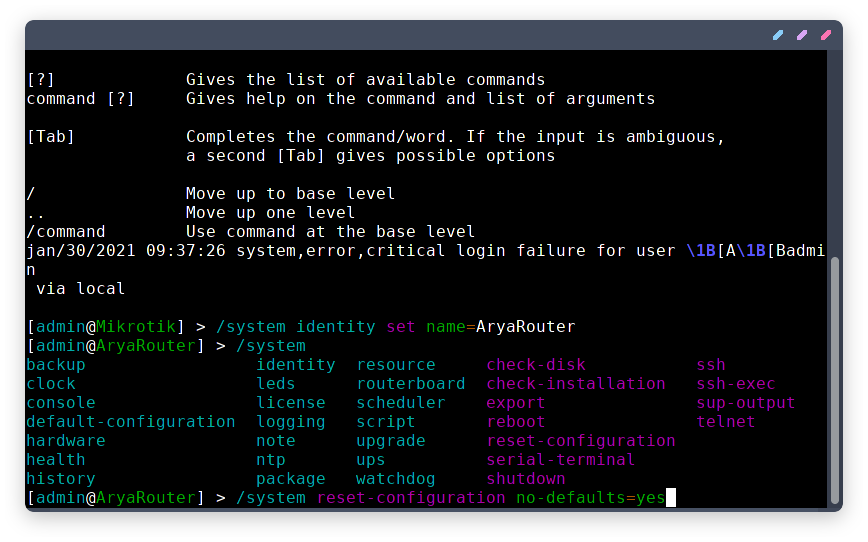 [?] Gives the list of available commands
command [?] Gives help on the command and list of arguments
[Tab] Completes the command/word. If the input is ambiguous,
a second [Tab] gives possible options
/ Move up to base level
.. Move up one level
/command Use command at the base level
jan/30/2021 09:37:26 system,error,critical login failure for user \1B[A\1B[Badmi
n
via local
[admin@Mikrotik] > /system identity set name=AryaRouter
[admin@AryaRouter] > /system
backup identity resource check-disk ssh
clock leds routerboard check-installation ssh-exec
console license scheduler export sup-output
default-configuration logging script reboot telnet
hardware note upgrade reset-configuration
health ntp ups serial-terminal
history package watchdog shutdown
[admin@AryaRouter] > /system reset-configuration no-defaults=yes